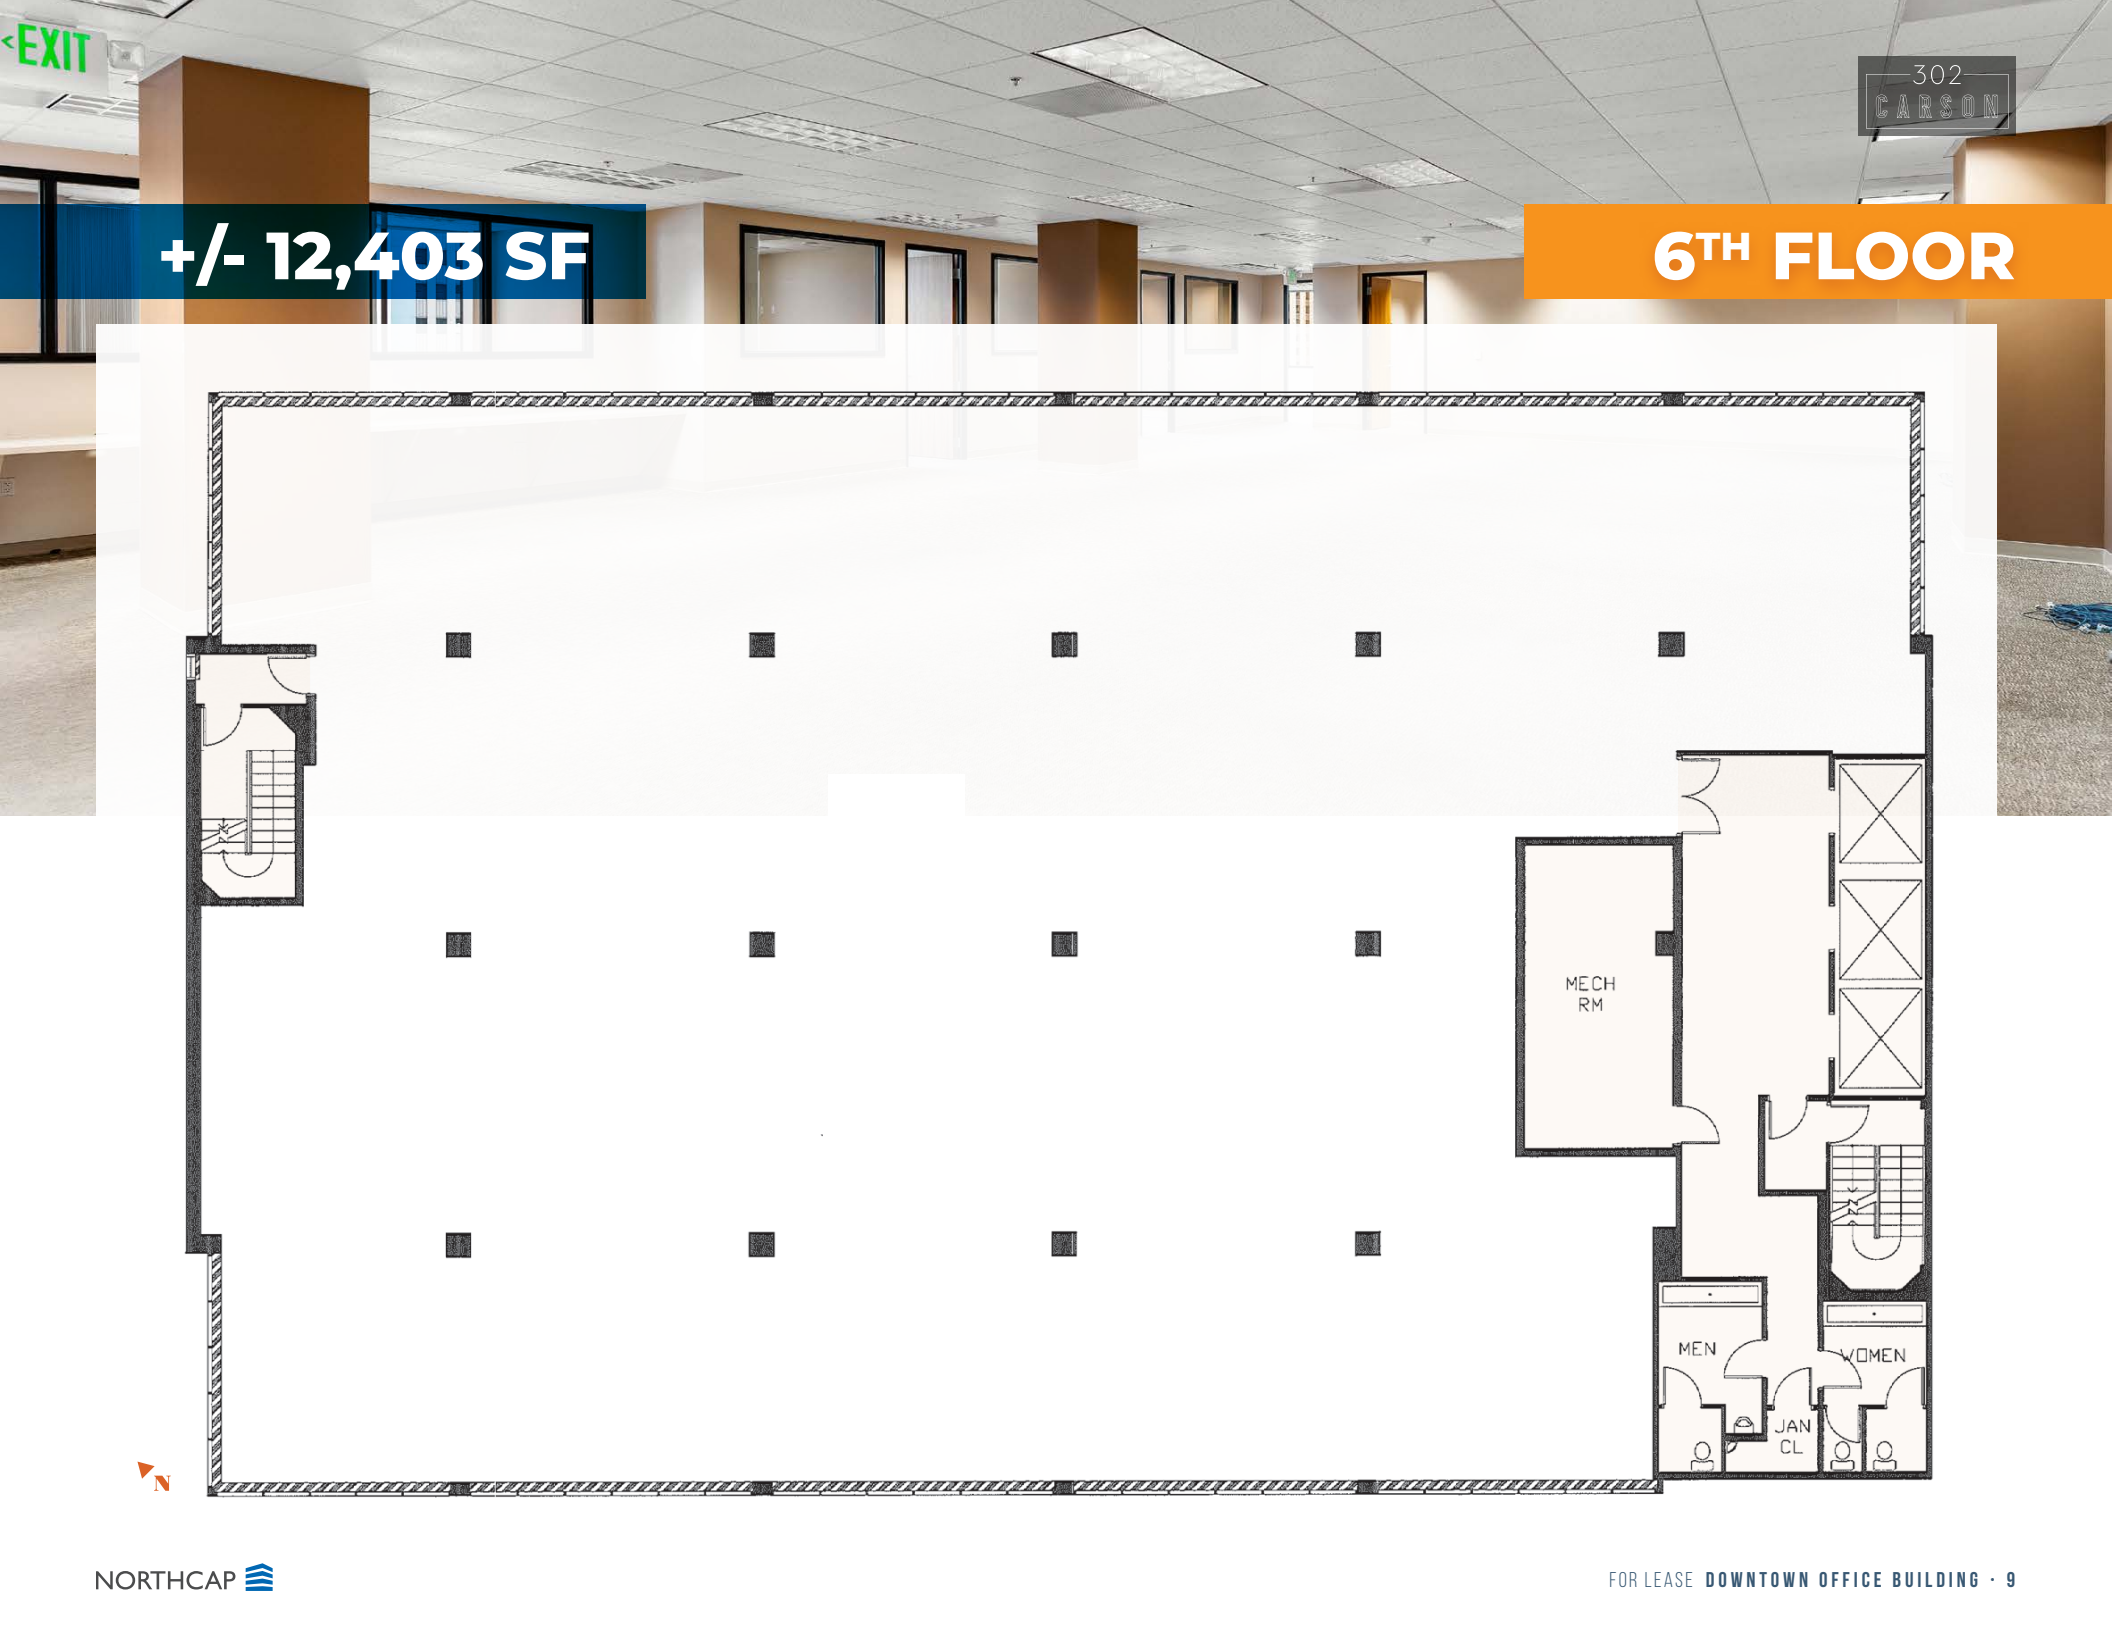 <EXIT
302
CARSON
+/- 12,403 SF
6TH FLOOR
MECH
RM
MEN
WOMEN
JAN
CL
N
NORTHCAP
FOR LEASE DOWNTOWN OFFICE BUILDING · 9